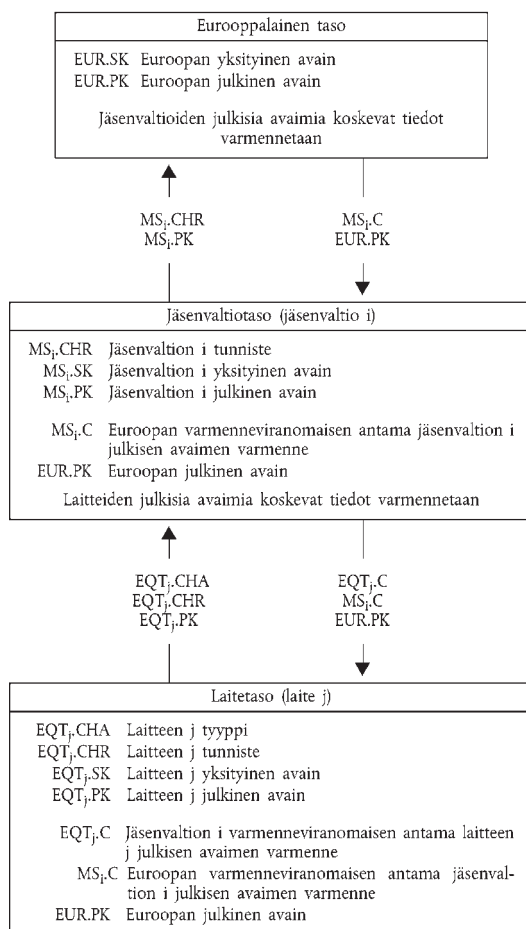 Eurooppalainen taso
EUR.SK Euroopan yksityinen avain
EUR.PK Euroopan julkinen avain
Jäsenvaltioiden julkisia avaimia koskevat tiedot
varmennetaan
MSi.CHR
MSi.PK
MSi.C
EUR.PK
Jäsenvaltiotaso (jäsenvaltio i)
MSi.CHR Jäsenvaltion i tunniste
MSi.SK Jäsenvaltion i yksityinen avain
MSi.PK Jäsenvaltion i julkinen avain
MSi.C Euroopan varmenneviranomaisen antama jäsenvaltion i
julkisen avaimen varmenne
EUR.PK Euroopan julkinen avain
Laitteiden julkisia avaimia koskevat tiedot varmennetaan
EQTj.CHA
EQTj.CHR
EQTj.PK
EQTj.C
MSi.C
EUR.PK
Laitetaso (laite j)
EQTj.CHA Laitteen j tyyppi
EQTj.CHR Laitteen j tunniste
EQTj.SK Laitteen j yksityinen avain
EQTj.PK Laitteen j julkinen avain
EQTj.C Jäsenvaltion i varmenneviranomaisen antama laitteen
j julkisen avaimen varmenne
MSi.C Euroopan varmenneviranomaisen antama jäsenval-
tion i julkisen avaimen varmenne
EUR.PK Euroopan julkinen avain